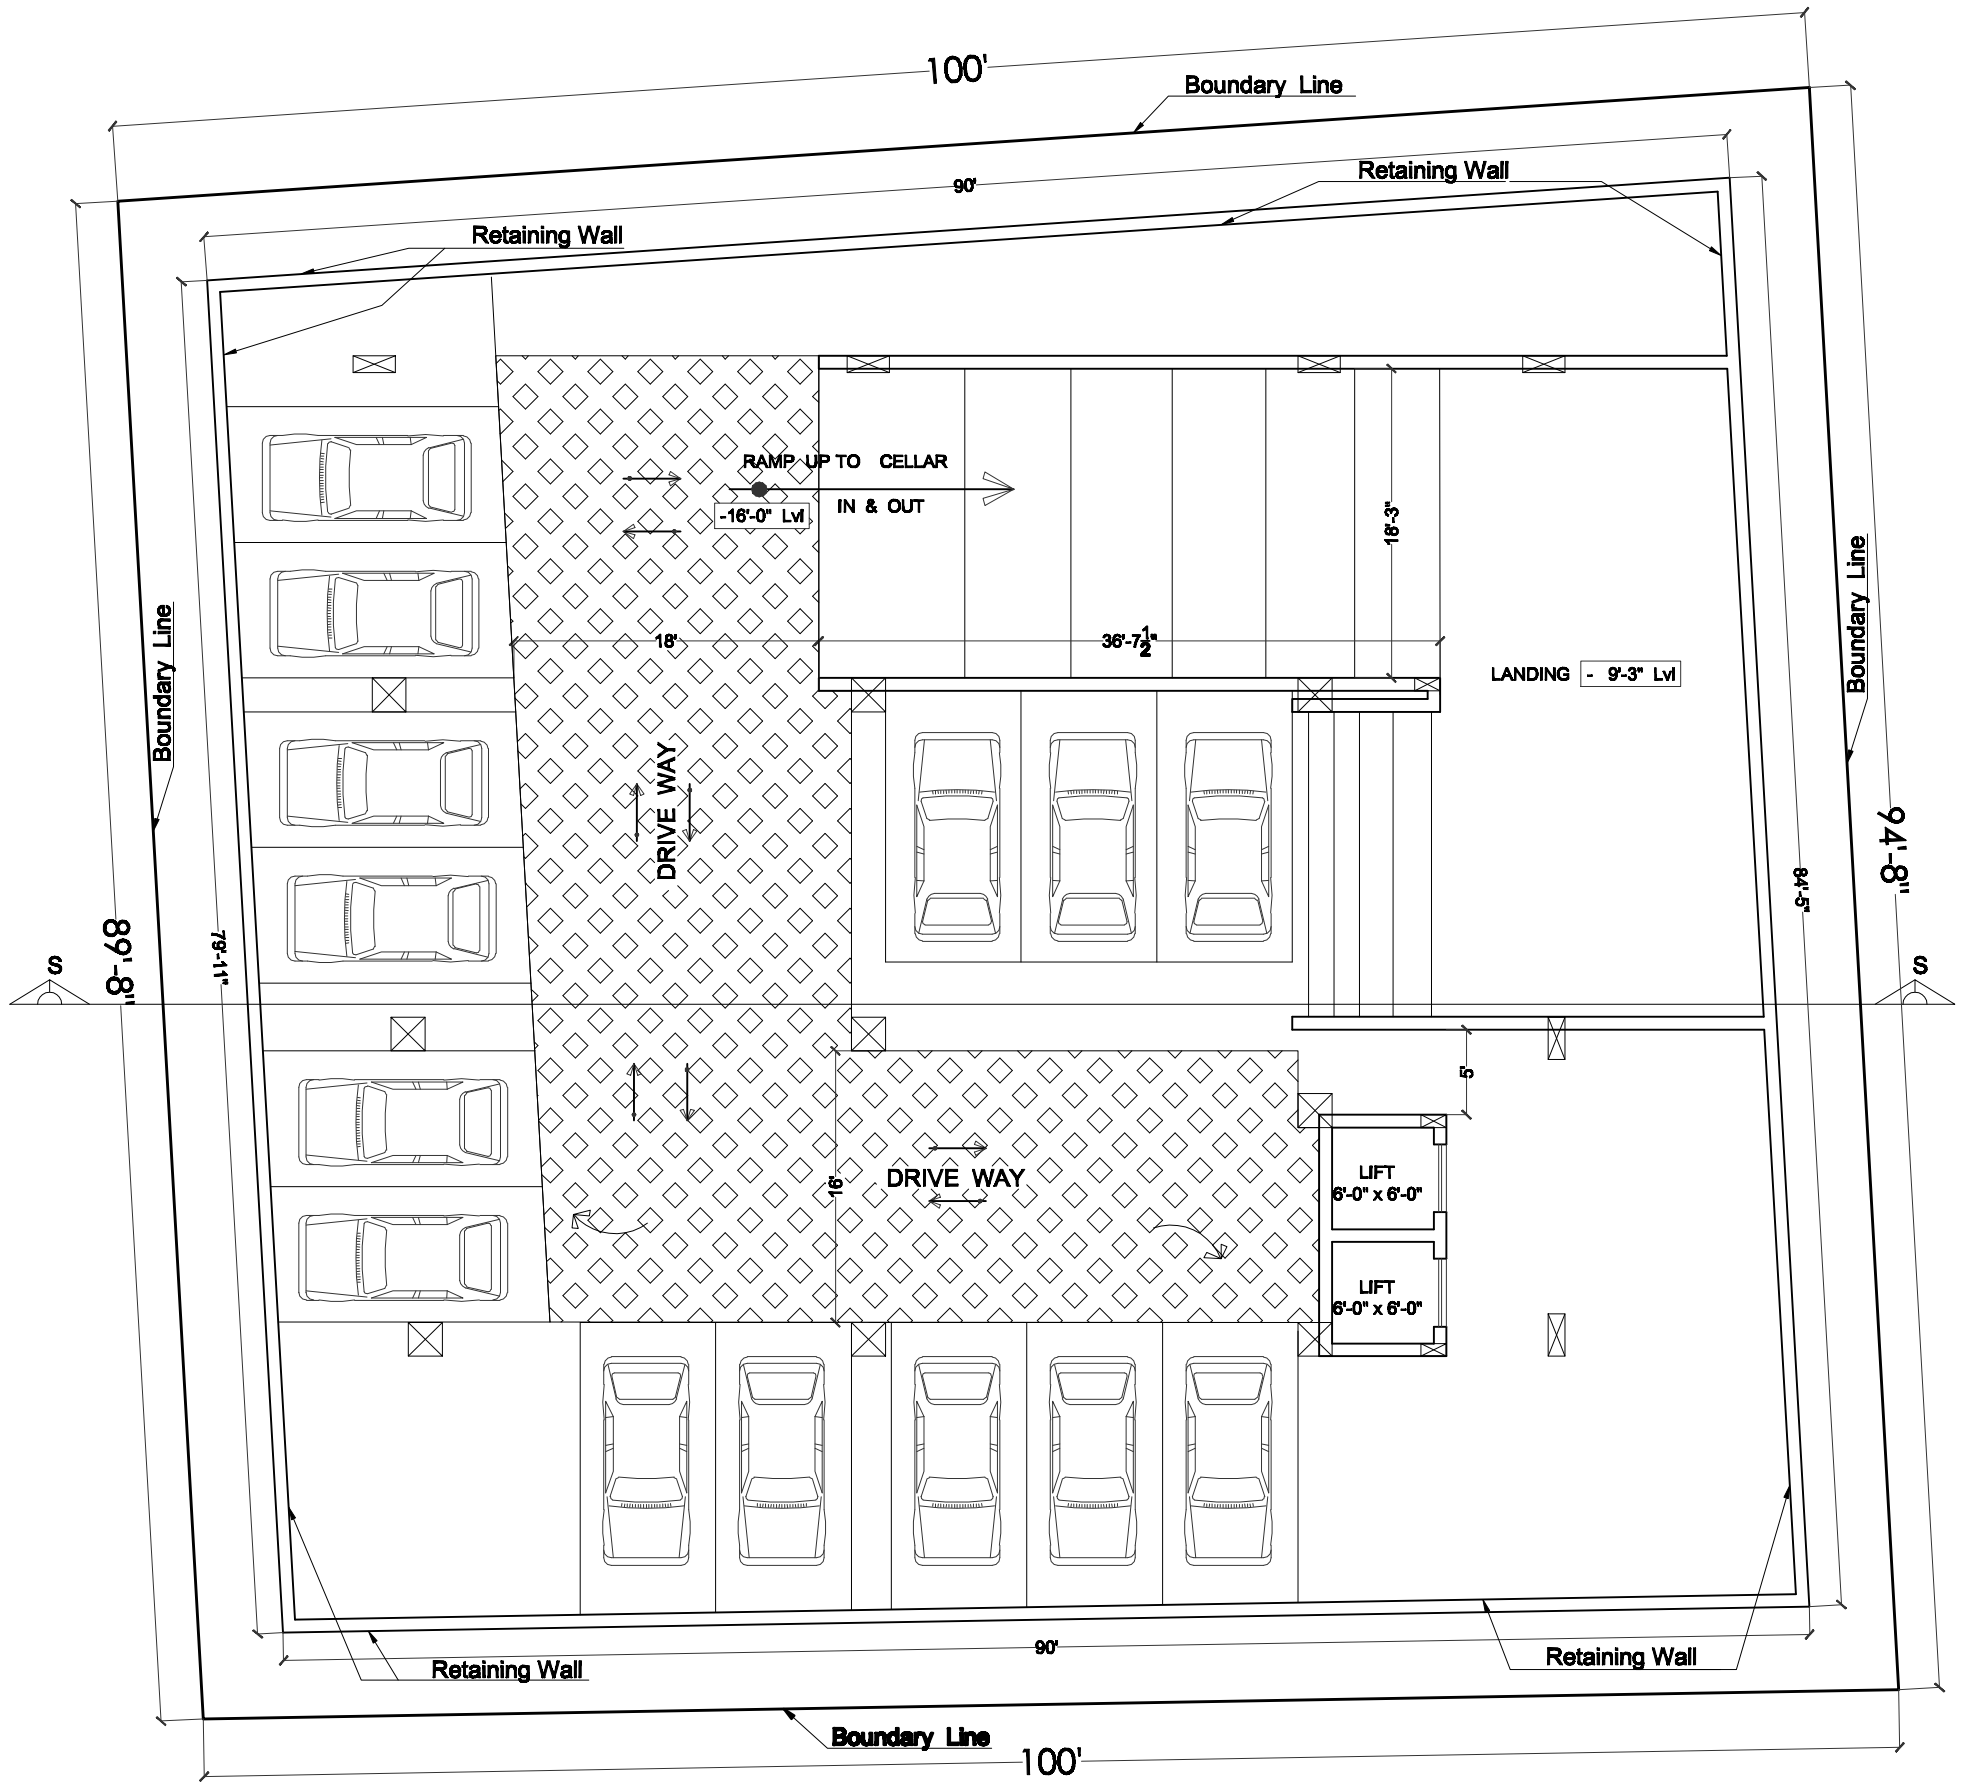 100'
Boundary Line
90'
Retaining Wall
Retaining Wall
RAMP UP TO CELLAR
IN & OUT
-16'-0" Lvl
18'-3"
18'
36'-7 1/2"
LANDING - 9'-3" Lvl
Boundary Line
Boundary Line
DRIVE WAY
94'-8"
84'-5"
89'-8"
79'-11"
S
S
5'
16'
DRIVE WAY
LIFT
6'-0" x 6'-0"
LIFT
6'-0" x 6'-0"
90'
Retaining Wall
Retaining Wall
Boundary Line
100'